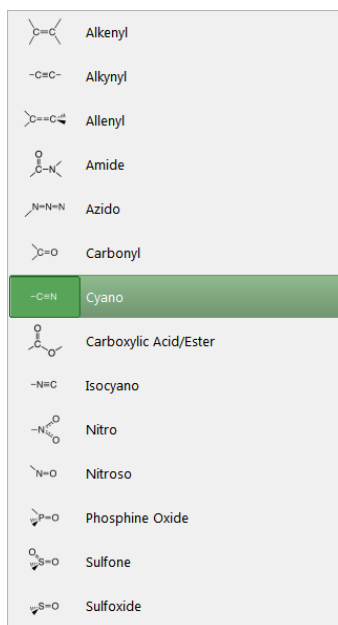 Alkenyl
Alkynyl
Allenyl
Amide
Azido
Carbonyl
Cyano
Carboxylic Acid/Ester
Isocyano
Nitro
Nitroso
Phosphine Oxide
Sulfone
Sulfoxide